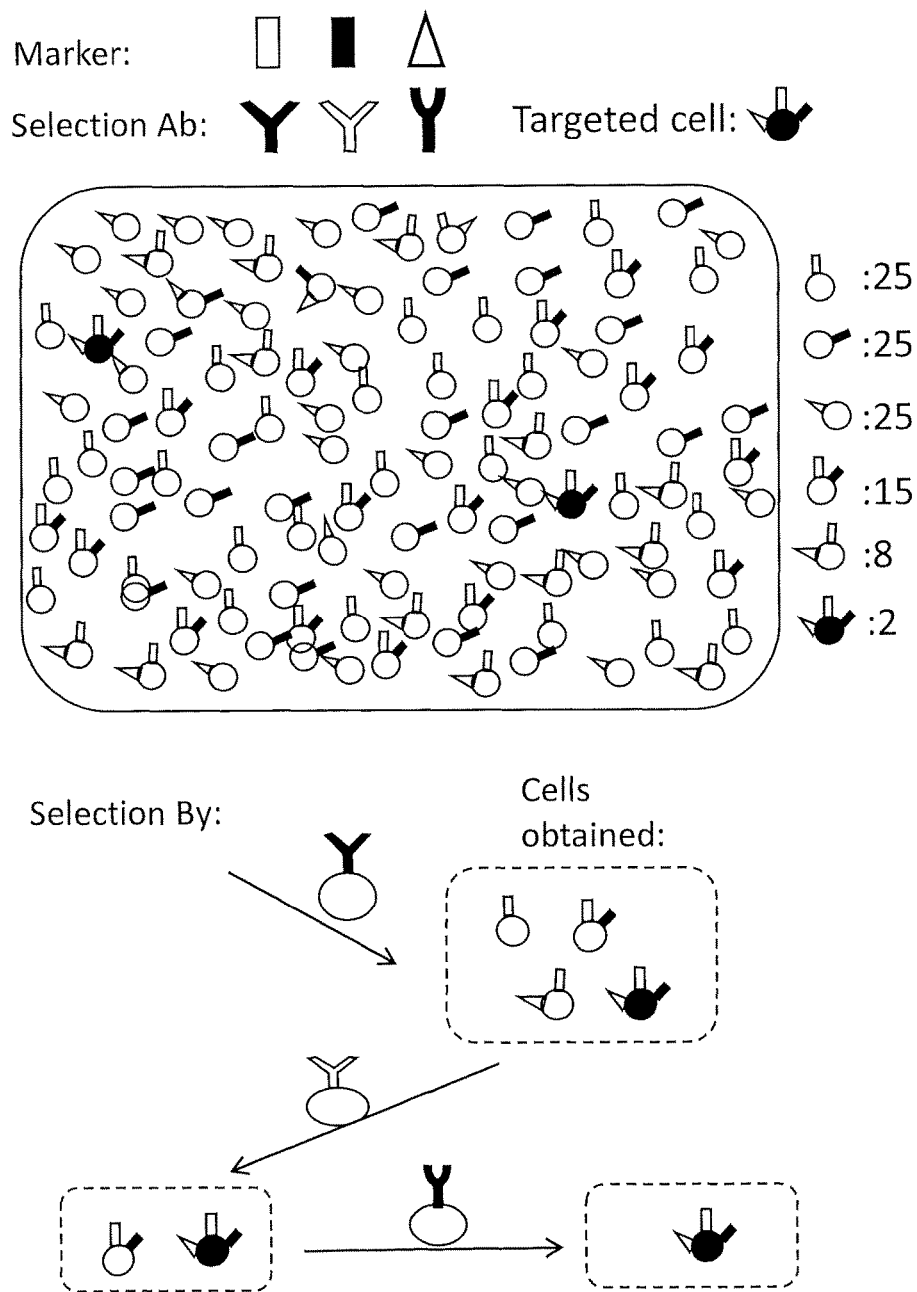 Marker:
Selection Ab:
Targeted cell:
:25
:25
:25
:15
:8
:2
Selection By:
Cells
obtained: